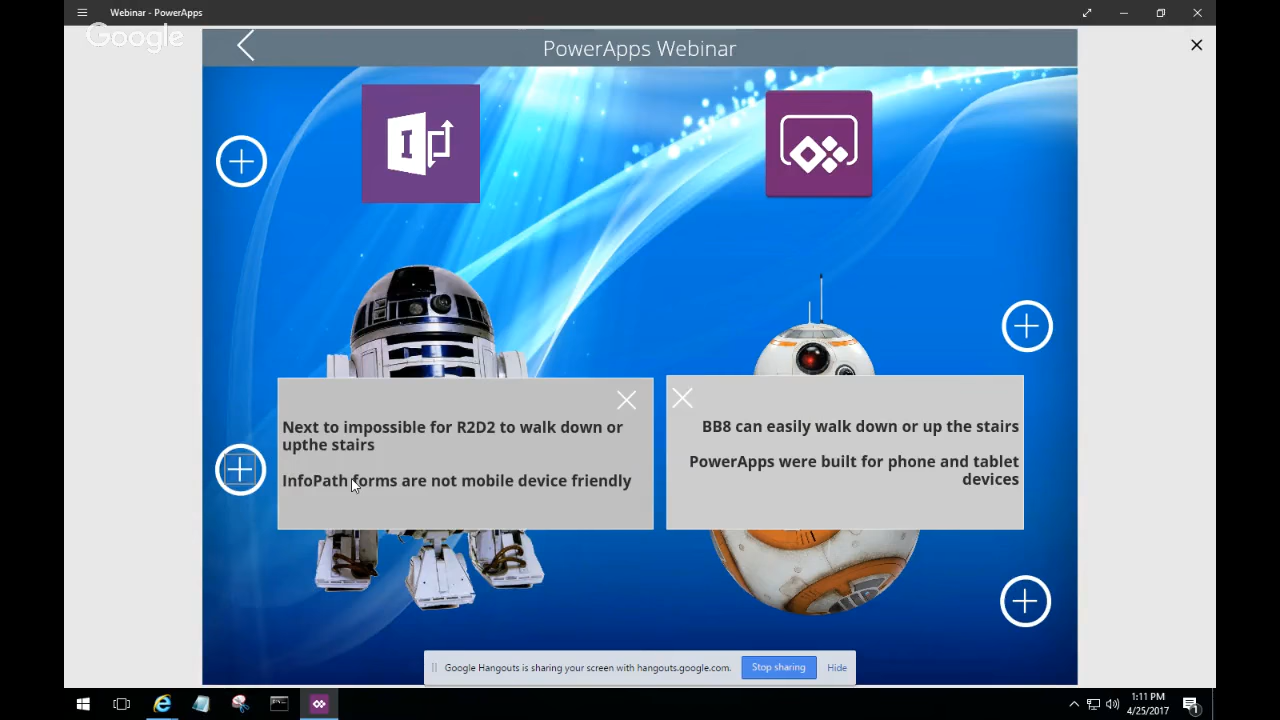 Webinar - PowerApps
Google
PowerApps Webinar
I
Next to impossible for R2D2 to walk down or
upthe stairs
InfoPath forms are not mobile device friendly
BB8 can easily walk down or up the stairs
PowerApps were built for phone and tablet
devices
Google Hangouts is sharing your screen with hangouts.google.com.
Stop sharing
Hide
1:11 PM
4/25/2017
1